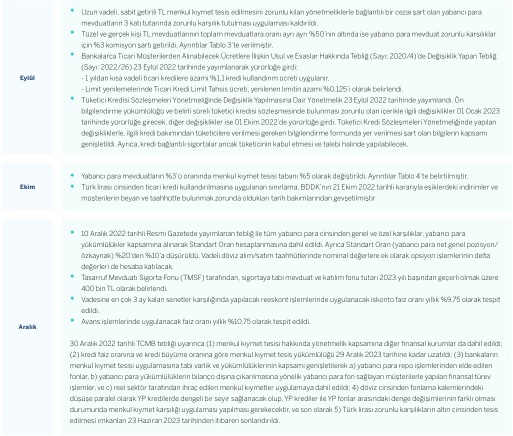 Eylül
• Uzun vadeli, sabit getirili TL menkul kıymet tesis edilmesini zorunlu kılan yönetmeliklerle bağlantılı bir cezai şart olan yabancı para
mevduatların 3 katı tutarında zorunlu karşılık tutulması uygulaması kaldırıldı.
• Tüzel ve gerçek kişi TL mevduatlarının toplam mevduatlara oranı ayrı ayrı %50'nin altında ise yabancı para mevduat zorunlu karşılıklar
için %3 komisyon şartı getirildi. Ayrıntılar Tablo 3'te verilmiştir.
• Bankalarca Ticari Müşterilerden Alınabilecek Ücretlere İlişkin Usul ve Esaslar Hakkında Tebliğ (Sayı: 2020/4)'de Değişiklik Yapan Tebliğ
(Sayı: 2022/26) 23 Eylül 2022 tarihinde yayımlanarak yürürlüğe girdi:
- 1 yıldan kısa vadeli ticari kredilere azami %1,1 kredi kullandırım ücreti uygulanır.
- Limit yenilemelerinde Ticari Kredi Limit Tahsis ücreti, yenilenen limitin azami %0,125'i olarak belirlendi.
• Tüketici Kredisi Sözleşmeleri Yönetmeliğinde Değişiklik Yapılmasına Dair Yönetmelik 23 Eylül 2022 tarihinde yayımlandı. Ön
bilgilendirme yükümlülüğü ve belirli süreli tüketici kredisi sözleşmesinde bulunması zorunlu olan içerikle ilgili değişiklikler 01 Ocak 2023
tarihinde yürürlüğe girecek, diğer değişiklikler ise 01 Ekim 2022'de yürürlüğe girdi. Tüketici Kredisi Sözleşmeleri Yönetmeliğinde yapılan
değişikliklerle, ilgili kredi bakımından tüketicilere verilmesi gereken bilgilendirme formunda yer verilmesi şart olan bilgilerin kapsamı
genişletildi. Ayrıca, kredi bağlantılı sigortalar ancak tüketicinin kabul etmesi ve talebi halinde yapılabilecek.
Ekim
• Yabancı para mevduatların %3'ü oranında menkul kıymet tesisi tabanı %5 olarak değiştirildi. Ayrıntılar Tablo 4'te belirtilmiştir.
• Türk lirası cinsinden ticari kredi kullandırılmasına uygulanan sınırlama, BDDK'nın 21 Ekim 2022 tarihli kararıyla eşiklerdeki indirimler ve
müşterilerin beyan ve taahhütte bulunmak zorunda oldukları tarih bakımlarından gevşetilmiştir
Aralık
• 10 Aralık 2022 tarihli Resmi Gazetede yayımlanan tebliğ ile tüm yabancı para cinsinden genel ve özel karşılıklar, yabancı para
yükümlülükler kapsamına alınarak Standart Oran hesaplanmasına dahil edildi. Ayrıca Standart Oran (yabancı para net genel pozisyon/
özkaynak) %20'den %10'a düşürüldü. Vadeli döviz alım/satım taahhütlerinde nominal değerlere ek olarak opsiyon işlemlerinin delta
değerleri de hesaba katılacak.
• Tasarruf Mevduatı Sigorta Fonu (TMSF) tarafından, sigortaya tabi mevduat ve katılım fonu tutarı 2023 yılı başından geçerli olmak üzere
400 bin TL olarak belirlendi.
• Vadesine en çok 3 ay kalan senetler karşılığında yapılacak reeskont işlemlerinde uygulanacak iskonto faiz oranı yıllık %9,75 olarak tespit
edildi.
• Avans işlemlerinde uygulanacak faiz oranı yıllık %10,75 olarak tespit edildi.
30 Aralık 2022 tarihli TCMB tebliği uyarınca (1) menkul kıymet tesisi hakkında yönetmelik kapsamına diğer finansal kurumlar da dahil edildi;
(2) kredi faiz oranına ve kredi büyüme oranına göre menkul kıymet tesis yükümlülüğü 29 Aralık 2023 tarihine kadar uzatıldı; (3) bankaların
menkul kıymet tesisi uygulamasına tabi varlık ve yükümlülüklerinin kapsamı genişletilerek a) yabancı para repo işlemlerinden elde edilen
fonlar, b) yabancı para yükümlülüklerin bilanço dışına çıkarılmasına yönelik yabancı para fon sağlayan müşterilerle yapılan finansal türev
işlemler, ve c) reel sektör tarafından ihraç edilen menkul kıymetler uygulamaya dahil edildi; 4) döviz cinsinden fonlama kalemlerindeki
düşüşe paralel olarak YP kredilerde dengeli bir seyir sağlanacak olup, YP krediler ile YP fonlar arasındaki denge değişiminin farklı olması
durumunda menkul kıymet karşılığı uygulaması yapılması gerekecektir, ve son olarak 5) Türk lirası zorunlu karşılıkların altın cinsinden tesis
edilmesi imkanları 23 Haziran 2023 tarihinden itibaren sonlandırıldı.